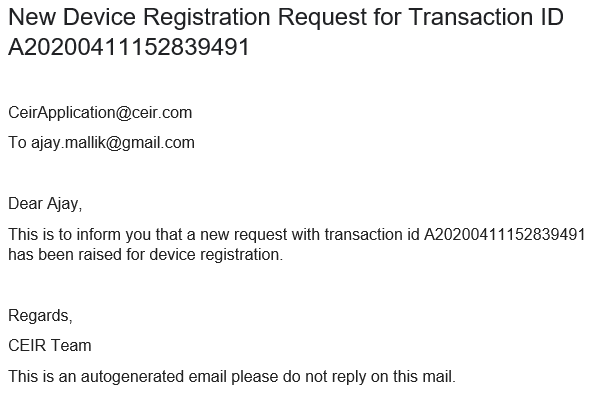 New Device Registration Request for Transaction ID
A20200411152839491
CeirApplication@ceir.com
To ajay.mallik@gmail.com
Dear Ajay,
This is to inform you that a new request with transaction id A20200411152839491
has been raised for device registration.
Regards,
CEIR Team
This is an autogenerated email please do not reply on this mail.